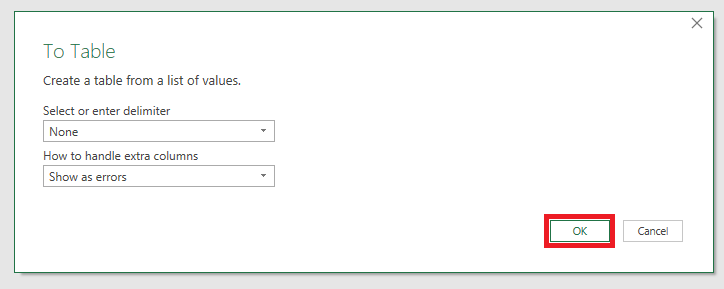 To Table
Create a table from a list of values.
Select or enter delimiter
None
How to handle extra columns
Show as errors
OK Cancel